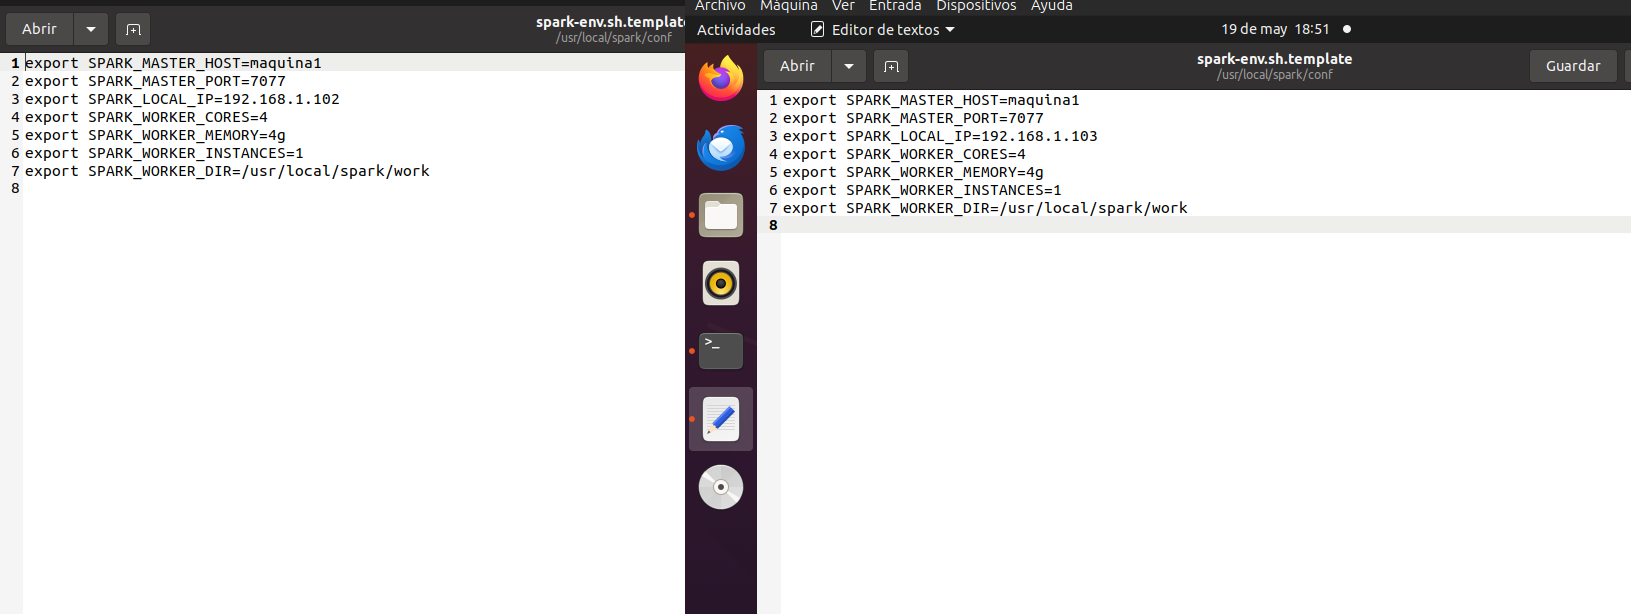 Abrir
spark-env.sh.template
/usr/local/spark/conf
1 export SPARK_MASTER_HOST=maquina1
2 export SPARK_MASTER_PORT=7077
3 export SPARK_LOCAL_IP=192.168.1.102
4 export SPARK_WORKER_CORES=4
5 export SPARK_WORKER_MEMORY=4g
6 export SPARK_WORKER_INSTANCES=1
7 export SPARK_WORKER_DIR=/usr/local/spark/work
8
Archivo Máquina Ver Entrada Dispositivos Ayuda
Actividades Editor de textos 19 de may 18:51
Abrir
spark-env.sh.template
/usr/local/spark/conf
Guardar
1 export SPARK_MASTER_HOST=maquina1
2 export SPARK_MASTER_PORT=7077
3 export SPARK_LOCAL_IP=192.168.1.103
4 export SPARK_WORKER_CORES=4
5 export SPARK_WORKER_MEMORY=4g
6 export SPARK_WORKER_INSTANCES=1
7 export SPARK_WORKER_DIR=/usr/local/spark/work
8
>_